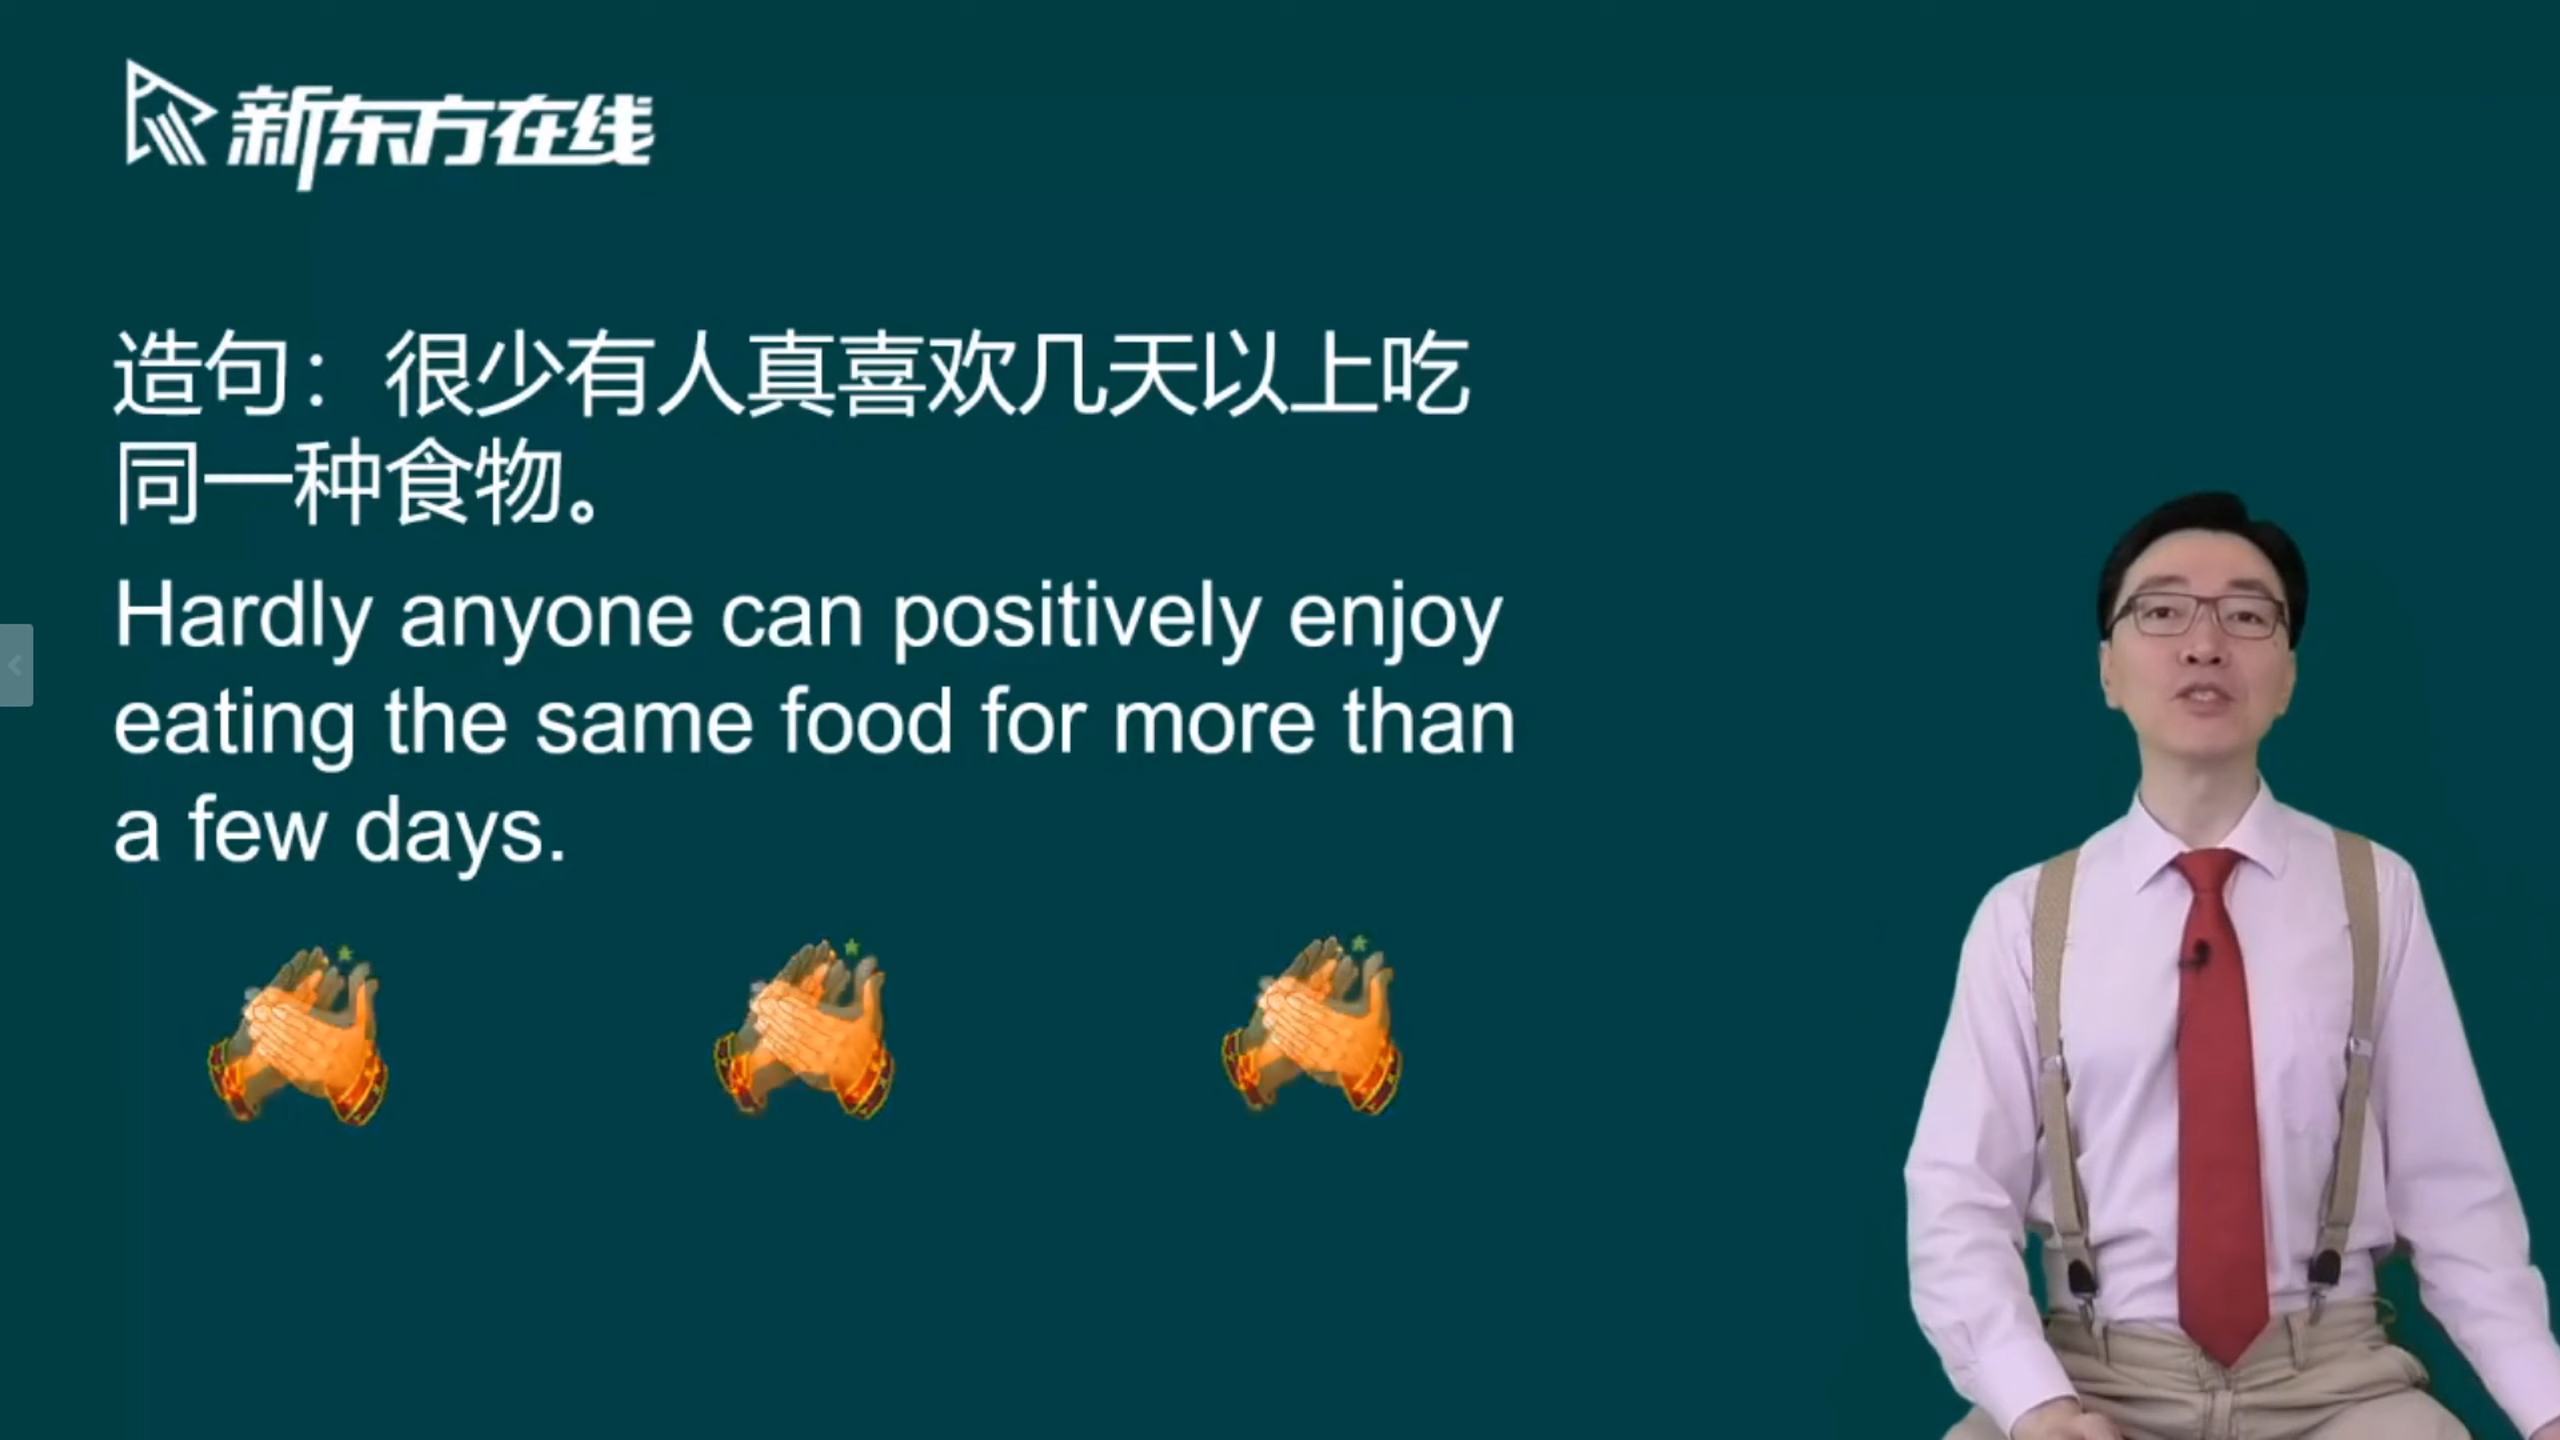 新东方在线
造句：很少有人真喜欢几天以上吃
同一种食物。
Hardly anyone can positively enjoy
eating the same food for more than
a few days.